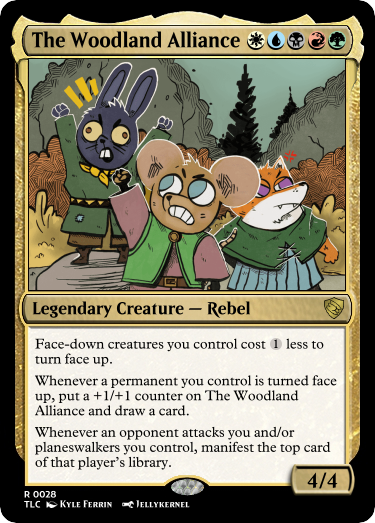 The Woodland Alliance
Legendary Creature — Rebel
Face-down creatures you control cost 1 less to
turn face up.
Whenever a permanent you control is turned face
up, put a +1/+1 counter on The Woodland
Alliance and draw a card.
Whenever an opponent attacks you and/or
planeswalkers you control, manifest the top card
of that player's library.
4/4
R 0028
TLC Kyle Ferrin Jellykernel